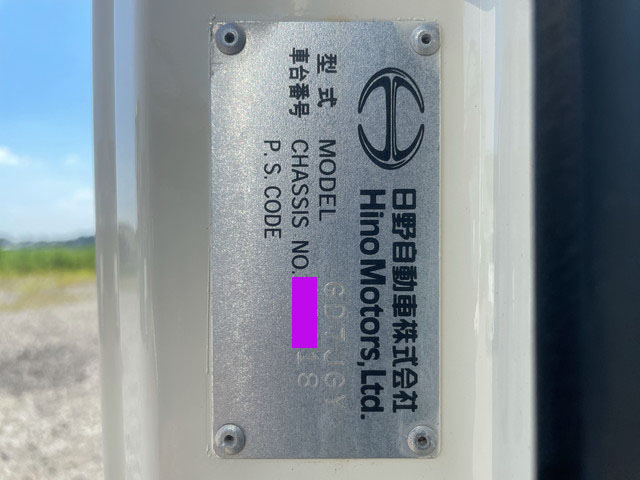 日野自動車株式会社
Hino Motors, Ltd.
型式 MODEL
車台番号 CHASSIS NO. 18
P. S. CODE